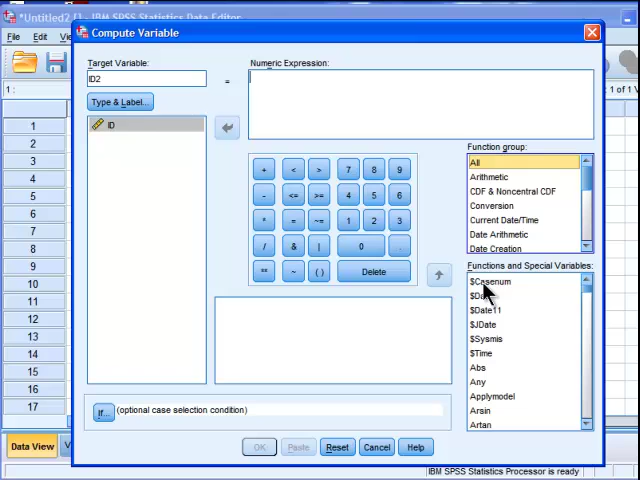 *Untitled2 [] - IBM SPSS Statistics Data Editor
File Edit
Compute Variable
Target Variable:
ID2
=
Numeric Expression:
Type & Label...
ID
1 :
1 of 1 V
1
2
3
4
5
6
7
8
9
10
11
12
13
14
15
16
17
+ < > 7 8 9
- <= >= 4 5 6
* = ~= 1 2 3
/ & | 0 .
** ~ ( ) Delete
Function group:
All
Arithmetic
CDF & Noncentral CDF
Conversion
Current Date/Time
Date Arithmetic
Date Creation
Functions and Special Variables:
$Casenum
$Date11
$JDate
$Sysmis
$Time
Abs
Any
Applymodel
Arsin
Artan
If... (optional case selection condition)
OK Paste Reset Cancel Help
Data View
IBM SPSS Statistics Processor is ready